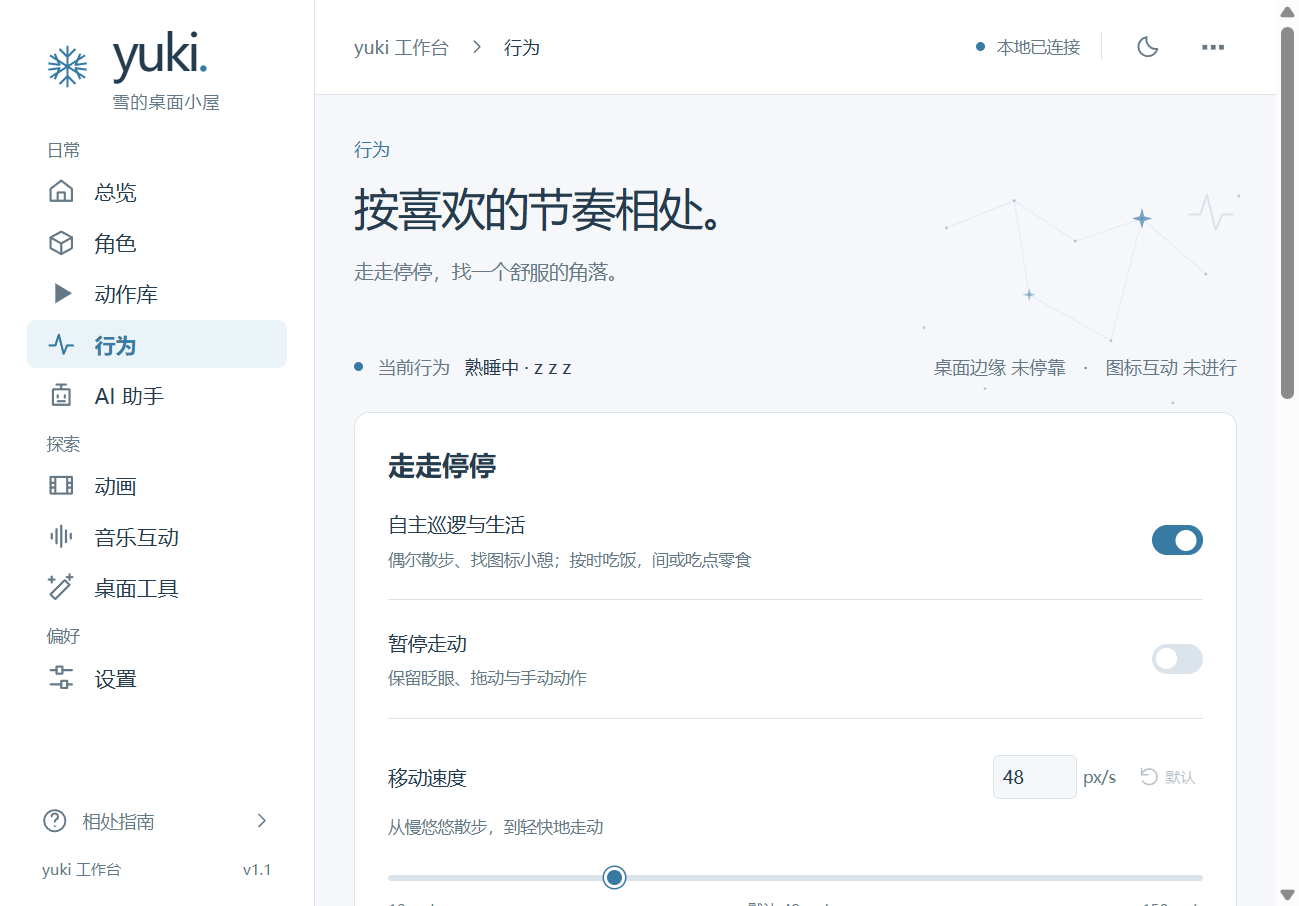 yuki.
雪的桌面小屋
日常
总览
角色
动作库
行为
AI 助手
探索
动画
音乐互动
桌面工具
偏好
设置
相处指南
yuki 工作台 v1.1
yuki 工作台 > 行为
本地已连接
行为
按喜欢的节奏相处。
走走停停，找一个舒服的角落。
当前行为 熟睡中 · z z z
桌面边缘 未停靠 · 图标互动 未进行
走走停停
自主巡逻与生活
偶尔散步、找图标小憩；按时吃饭，间或吃点零食
暂停走动
保留眨眼、拖动与手动动作
移动速度
48 px/s 默认
从慢悠悠散步，到轻快地走动